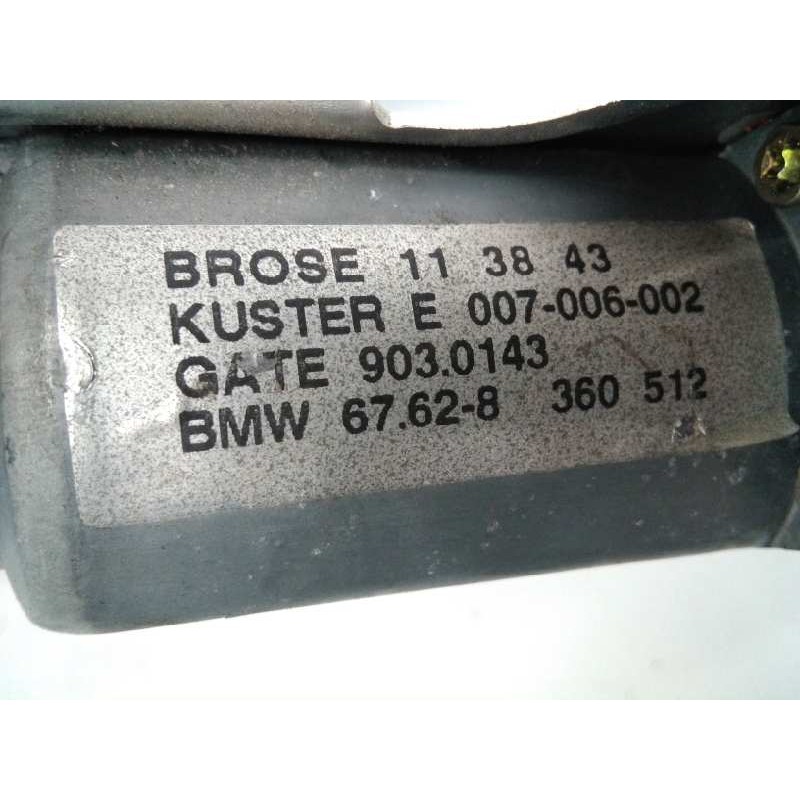 BROSE 11 38 43
KUSTER E 007-006-002
GATE 903.0143
BMW 67.62-8 360 512